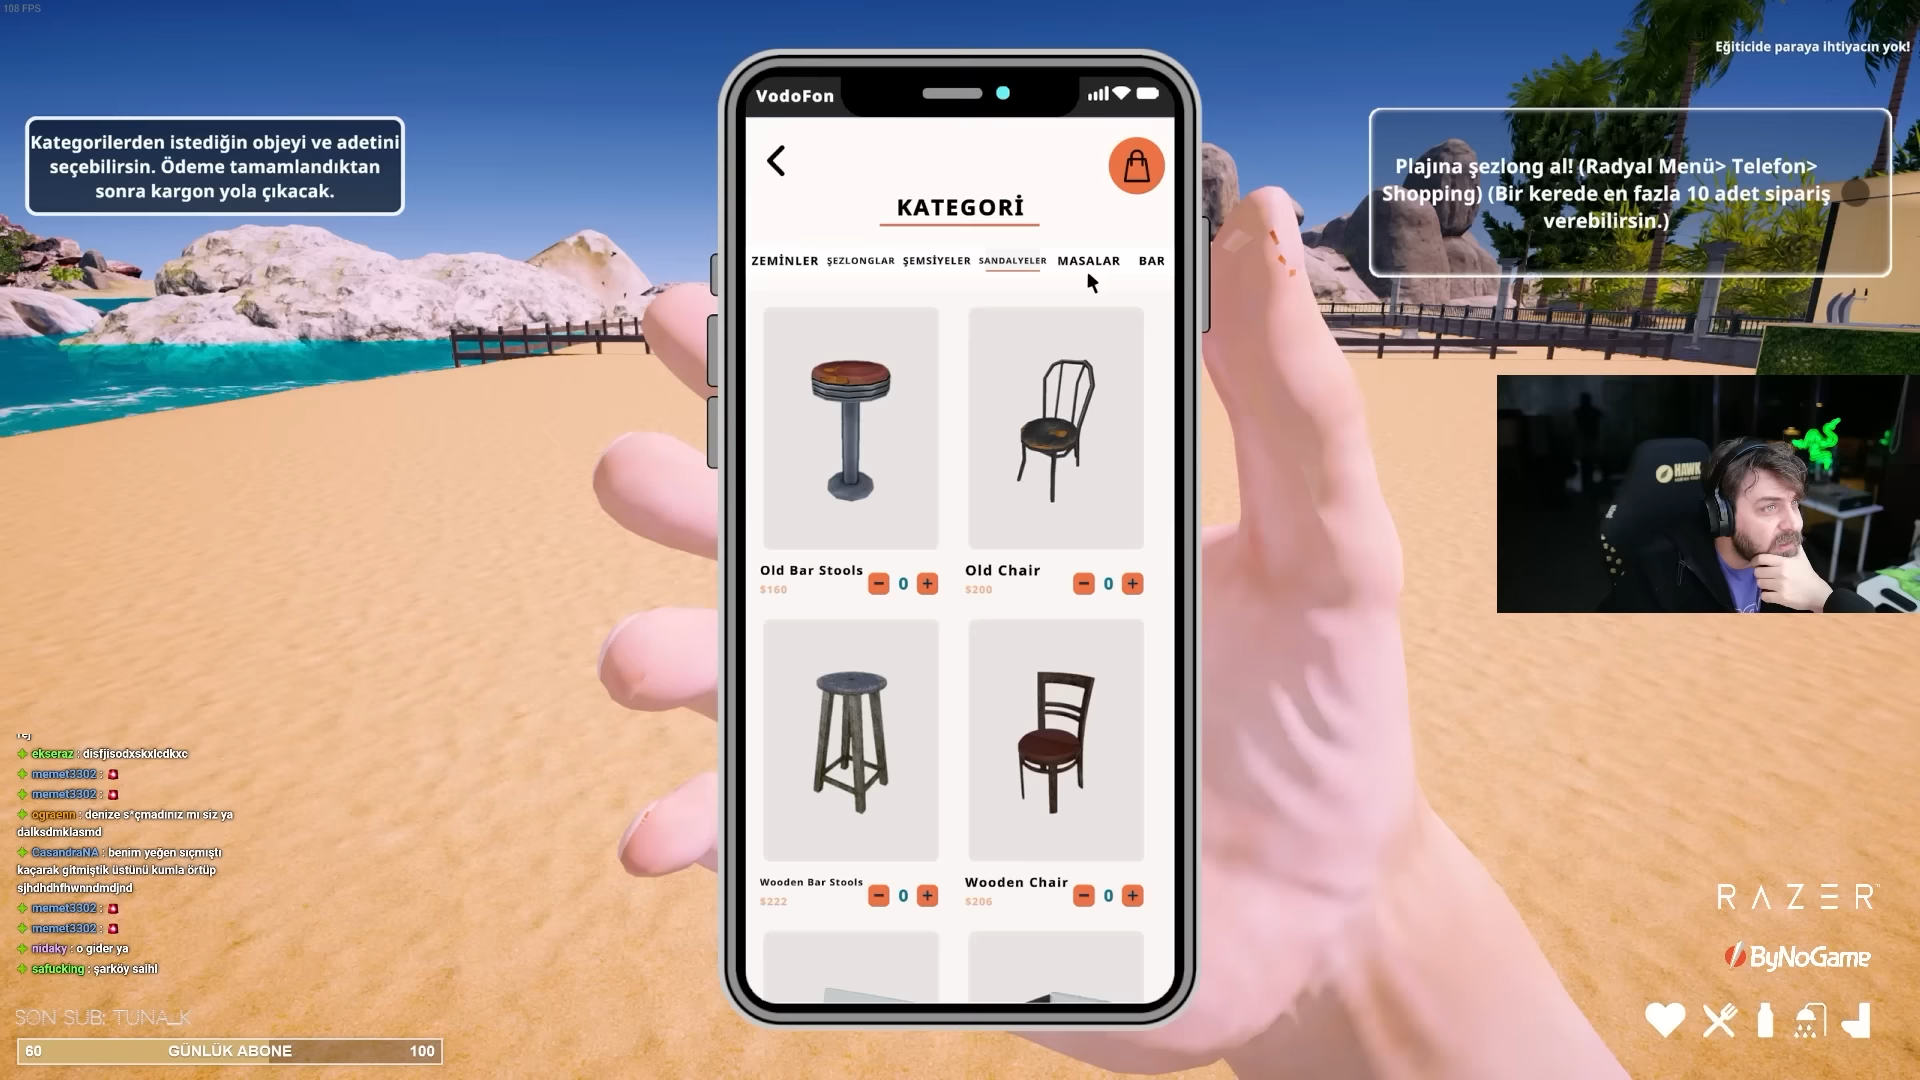 108 FPS
Eğiticide paraya ihtiyacın yok!
Kategorilerden istediğin objeyi ve adetini
seçebilirsin. Ödeme tamamlandıktan
sonra kargon yola çıkacak.
Plajına şezlong al! (Radyal Menü> Telefon>
Shopping) (Bir kerede en fazla 10 adet sipariş
verebilirsin.)
VodoFon
KATEGORİ
ZEMİNLER ŞEZLONGLAR ŞEMSİYELER SANDALYELER MASALAR BAR
Old Bar Stools
$160
- 0 +
Old Chair
$200
- 0 +
Wooden Bar Stools
$222
- 0 +
Wooden Chair
$206
- 0 +
HAWK
ekseraz : disfjisodxskxlcdkxc
memet3302 :
memet3302 :
ograenn : denize s*çmadınız mı siz ya
dalksdmklasmd
CasandraNA : benim yeğen sıçmıştı
kaçarak gitmiştik üstünü kumla örtüp
sjhdhdhfhwnndmdjnd
memet3302 :
memet3302 :
nidaky : o gider ya
safucking : şarköy saihl
SON SUB: TUNA_K
60 GÜNLÜK ABONE 100
RAZER
ByNoGame